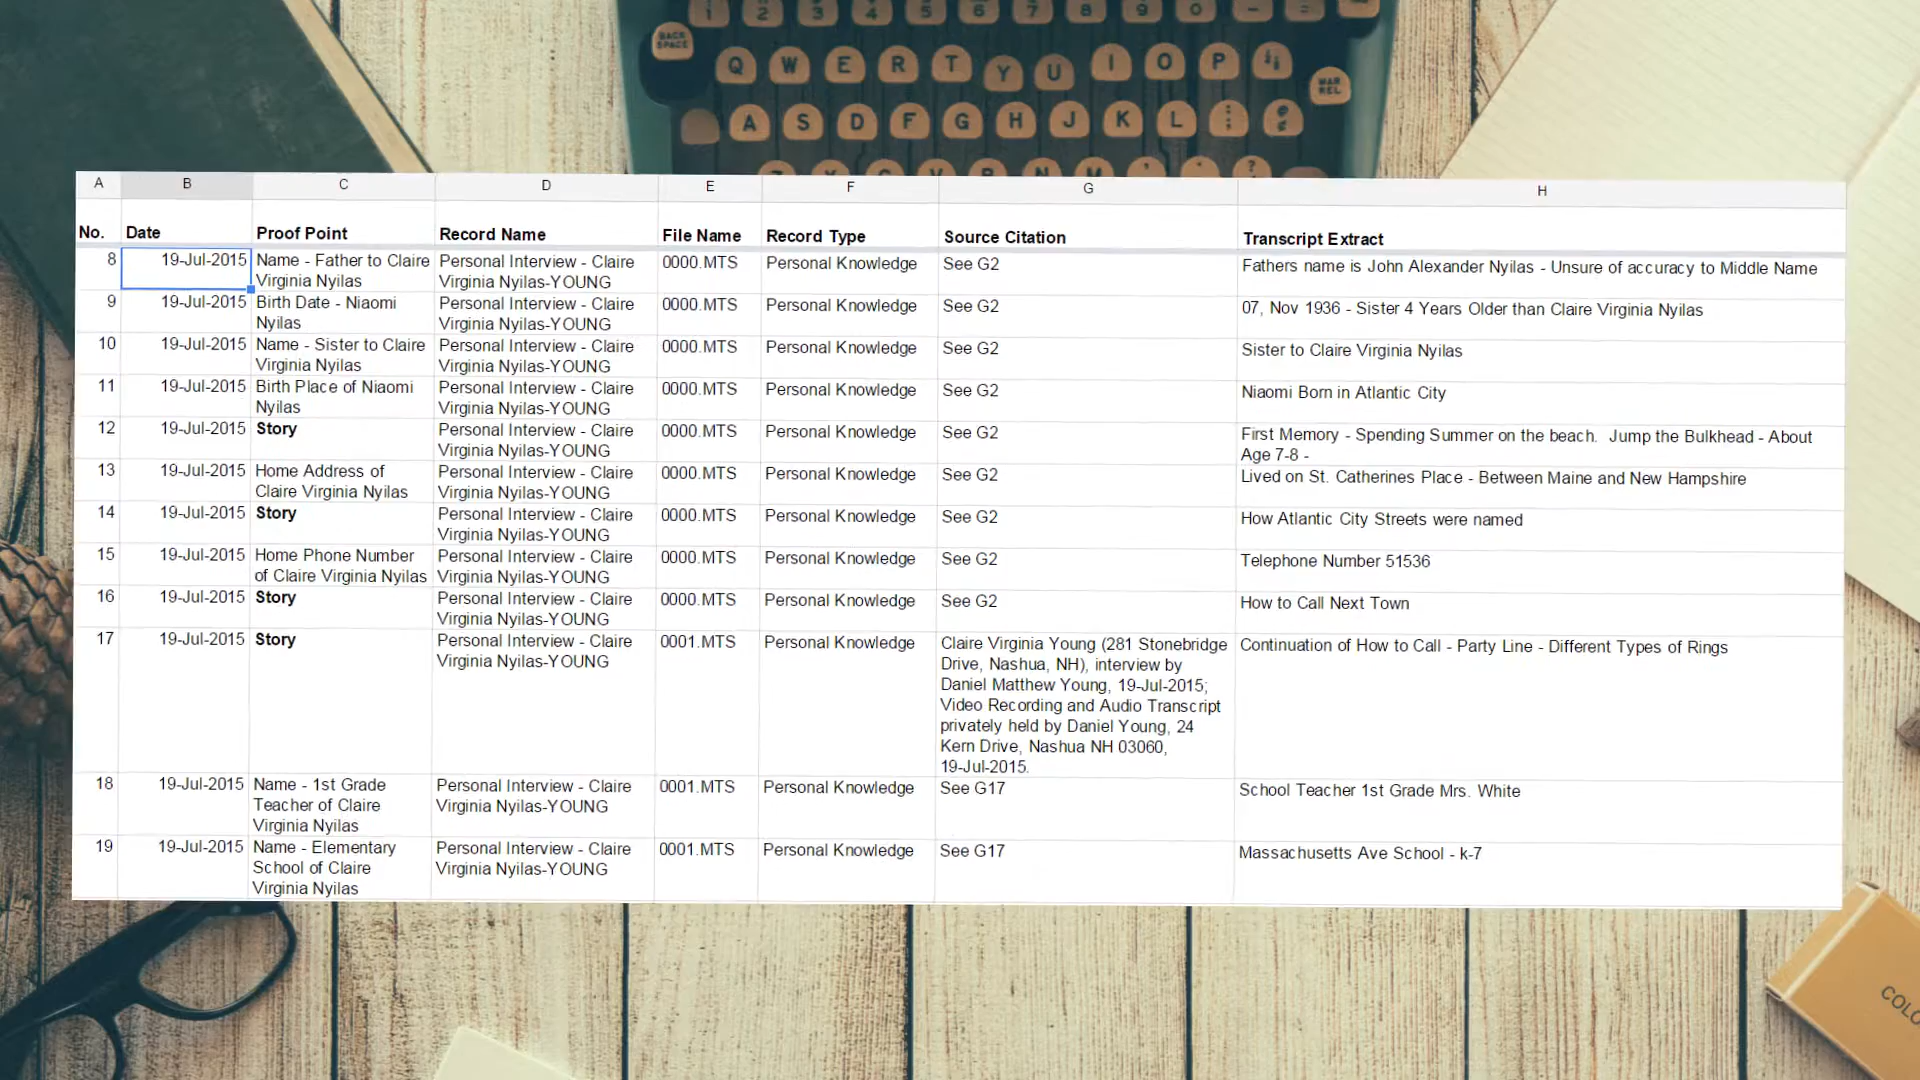 1 2 3 4 5 6 7 8 9 0 -
BACK SPACE
Q W E R T Y U I O P
MAR REL
A S D F G H J K L
A B C D E F G H
No. Date Proof Point Record Name File Name Record Type Source Citation Transcript Extract
8 19-Jul-2015 Name - Father to Claire Personal Interview - Claire 0000.MTS Personal Knowledge See G2 Fathers name is John Alexander Nyilas - Unsure of accuracy to Middle Name
Virginia Nyilas Virginia Nyilas-YOUNG
9 19-Jul-2015 Birth Date - Niaomi Personal Interview - Claire 0000.MTS Personal Knowledge See G2 07, Nov 1936 - Sister 4 Years Older than Claire Virginia Nyilas
Nyilas Virginia Nyilas-YOUNG
10 19-Jul-2015 Name - Sister to Claire Personal Interview - Claire 0000.MTS Personal Knowledge See G2 Sister to Claire Virginia Nyilas
Virginia Nyilas Virginia Nyilas-YOUNG
11 19-Jul-2015 Birth Place of Niaomi Personal Interview - Claire 0000.MTS Personal Knowledge See G2 Niaomi Born in Atlantic City
Nyilas Virginia Nyilas-YOUNG
12 19-Jul-2015 Story Personal Interview - Claire 0000.MTS Personal Knowledge See G2 First Memory - Spending Summer on the beach. Jump the Bulkhead - About
Virginia Nyilas-YOUNG Age 7-8 -
13 19-Jul-2015 Home Address of Personal Interview - Claire 0000.MTS Personal Knowledge See G2 Lived on St. Catherines Place - Between Maine and New Hampshire
Claire Virginia Nyilas Virginia Nyilas-YOUNG
14 19-Jul-2015 Story Personal Interview - Claire 0000.MTS Personal Knowledge See G2 How Atlantic City Streets were named
Virginia Nyilas-YOUNG
15 19-Jul-2015 Home Phone Number Personal Interview - Claire 0000.MTS Personal Knowledge See G2 Telephone Number 51536
of Claire Virginia Nyilas Virginia Nyilas-YOUNG
16 19-Jul-2015 Story Personal Interview - Claire 0000.MTS Personal Knowledge See G2 How to Call Next Town
Virginia Nyilas-YOUNG
17 19-Jul-2015 Story Personal Interview - Claire 0001.MTS Personal Knowledge Claire Virginia Young (281 Stonebridge Continuation of How to Call - Party Line - Different Types of Rings
Virginia Nyilas-YOUNG Drive, Nashua, NH), interview by
Daniel Matthew Young, 19-Jul-2015;
Video Recording and Audio Transcript
privately held by Daniel Young, 24
Kern Drive, Nashua NH 03060,
19-Jul-2015.
18 19-Jul-2015 Name - 1st Grade Personal Interview - Claire 0001.MTS Personal Knowledge See G17 School Teacher 1st Grade Mrs. White
Teacher of Claire Virginia Nyilas-YOUNG
Virginia Nyilas
19 19-Jul-2015 Name - Elementary Personal Interview - Claire 0001.MTS Personal Knowledge See G17 Massachusetts Ave School - k-7
School of Claire Virginia Nyilas-YOUNG
Virginia Nyilas